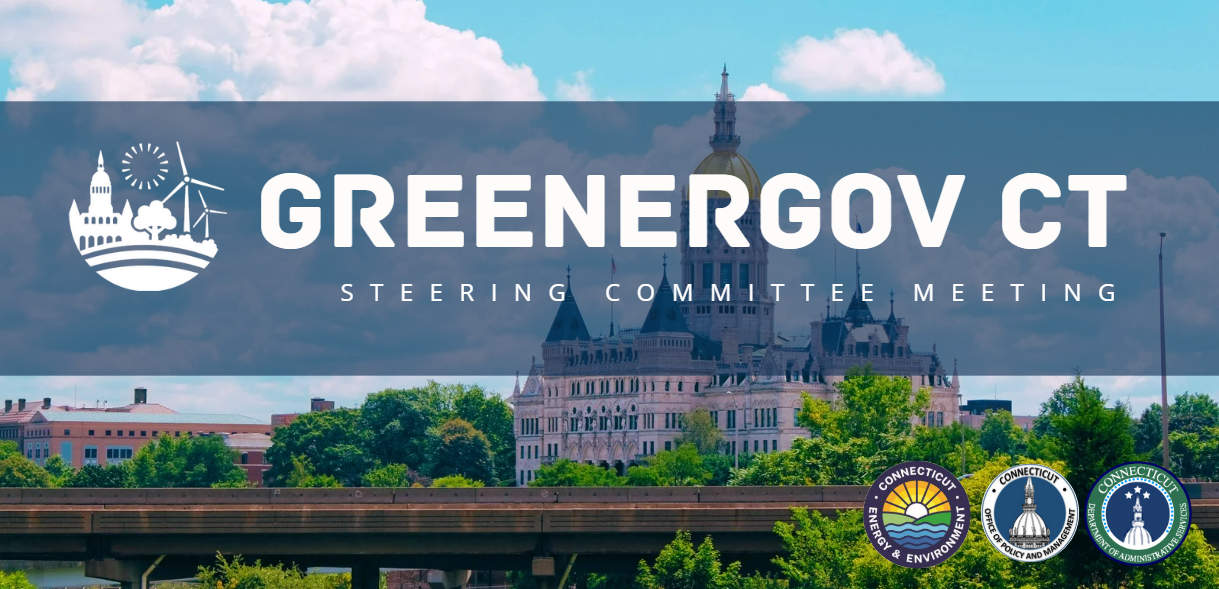 GREENERGOV CT
STEERING COMMITTEE MEETING
CONNECTICUT
ENERGY & ENVIRONMENT
CONNECTICUT
OFFICE OF POLICY AND MANAGEMENT
CONNECTICUT
DEPARTMENT OF ADMINISTRATIVE SERVICES